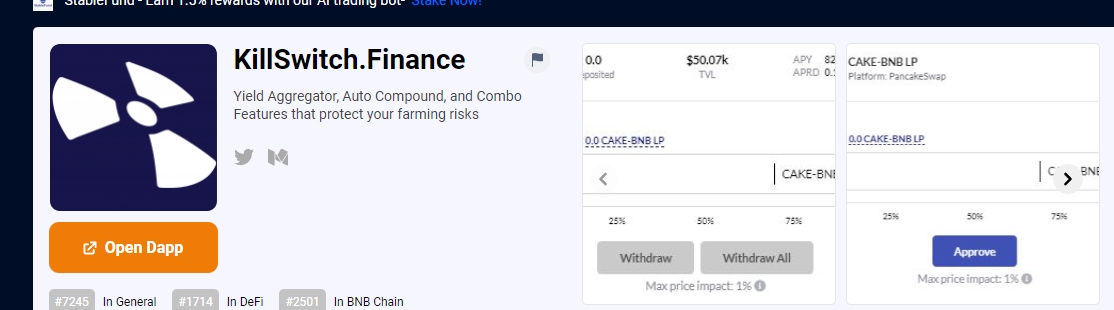 StableFund - Earn 1.5% rewards with our AI trading bot- Stake Now!
KillSwitch.Finance
Yield Aggregator, Auto Compound, and Combo
Features that protect your farming risks
Open Dapp
#7245 In General #1714 In DeFi #2501 In BNB Chain
0.0 $50.07k APY 82
posited TVL APRD 0.1
0.0 CAKE-BNB LP
CAKE-BNB
25% 50% 75%
Withdraw Withdraw All
Max price impact: 1%
CAKE-BNB LP
Platform: PancakeSwap
0.0 CAKE-BNB LP
25% 50% 75%
Approve
Max price impact: 1%